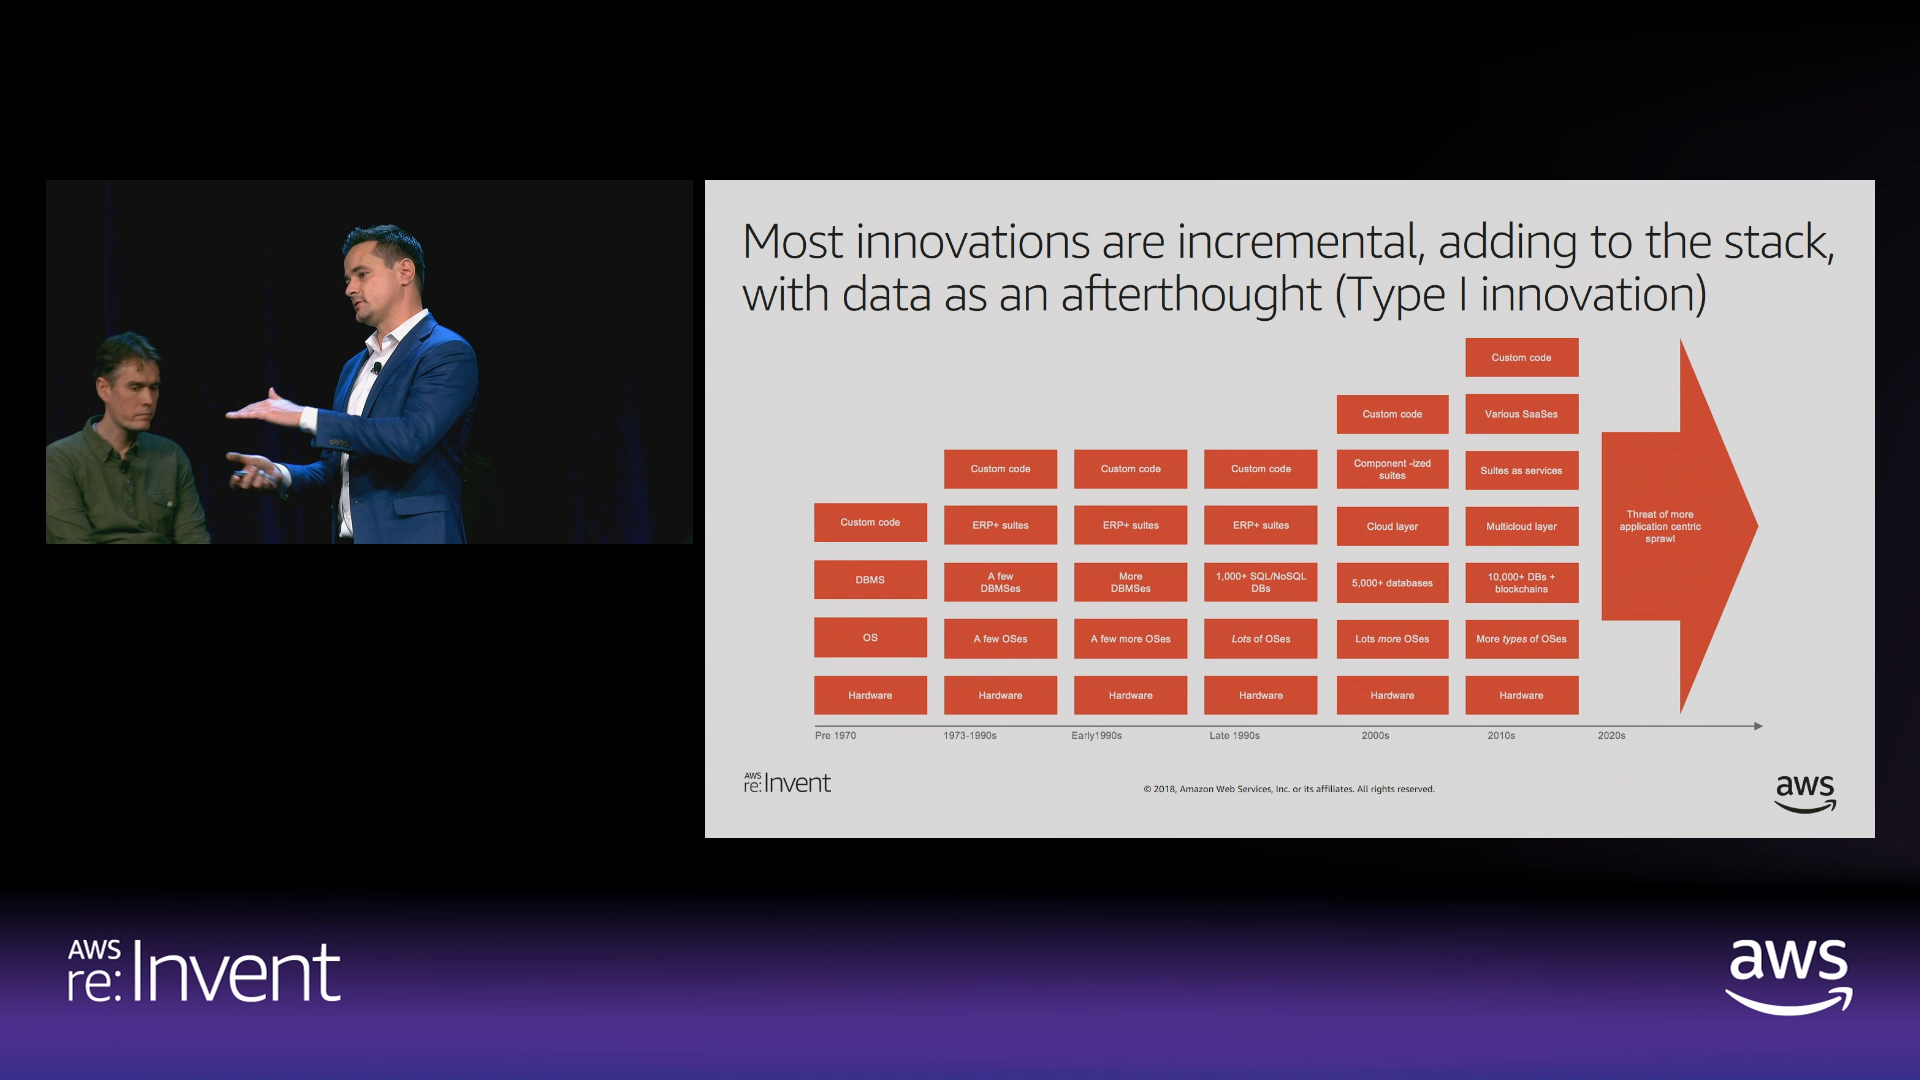 Most innovations are incremental, adding to the stack,
with data as an afterthought (Type I innovation)
Custom code
DBMS
OS
Hardware
Custom code
ERP+ suites
A few
DBMSes
A few OSes
Hardware
Custom code
ERP+ suites
More
DBMSes
A few more OSes
Hardware
Custom code
ERP+ suites
1,000+ SQL/NoSQL
DBs
Lots of OSes
Hardware
Custom code
Component -ized
suites
Cloud layer
5,000+ databases
Lots more OSes
Hardware
Custom code
Various SaaSes
Suites as services
Multicloud layer
10,000+ DBs +
blockchains
More types of OSes
Hardware
Threat of more
application centric
sprawl
Pre 1970
1973-1990s
Early1990s
Late 1990s
2000s
2010s
2020s
AWS
re:Invent
© 2018, Amazon Web Services, Inc. or its affiliates. All rights reserved.
aws
AWS
re:Invent
aws